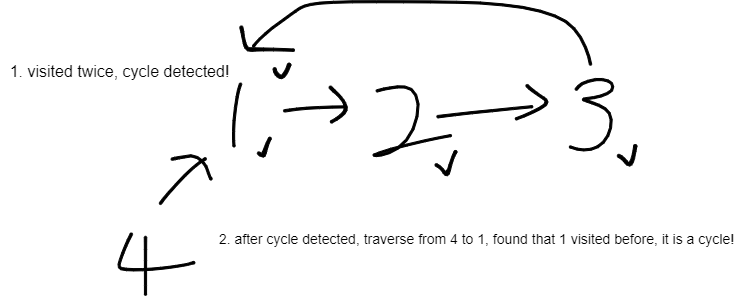 1. visited twice, cycle detected!
1 2 3
4
2. after cycle detected, traverse from 4 to 1, found that 1 visited before, it is a cycle!